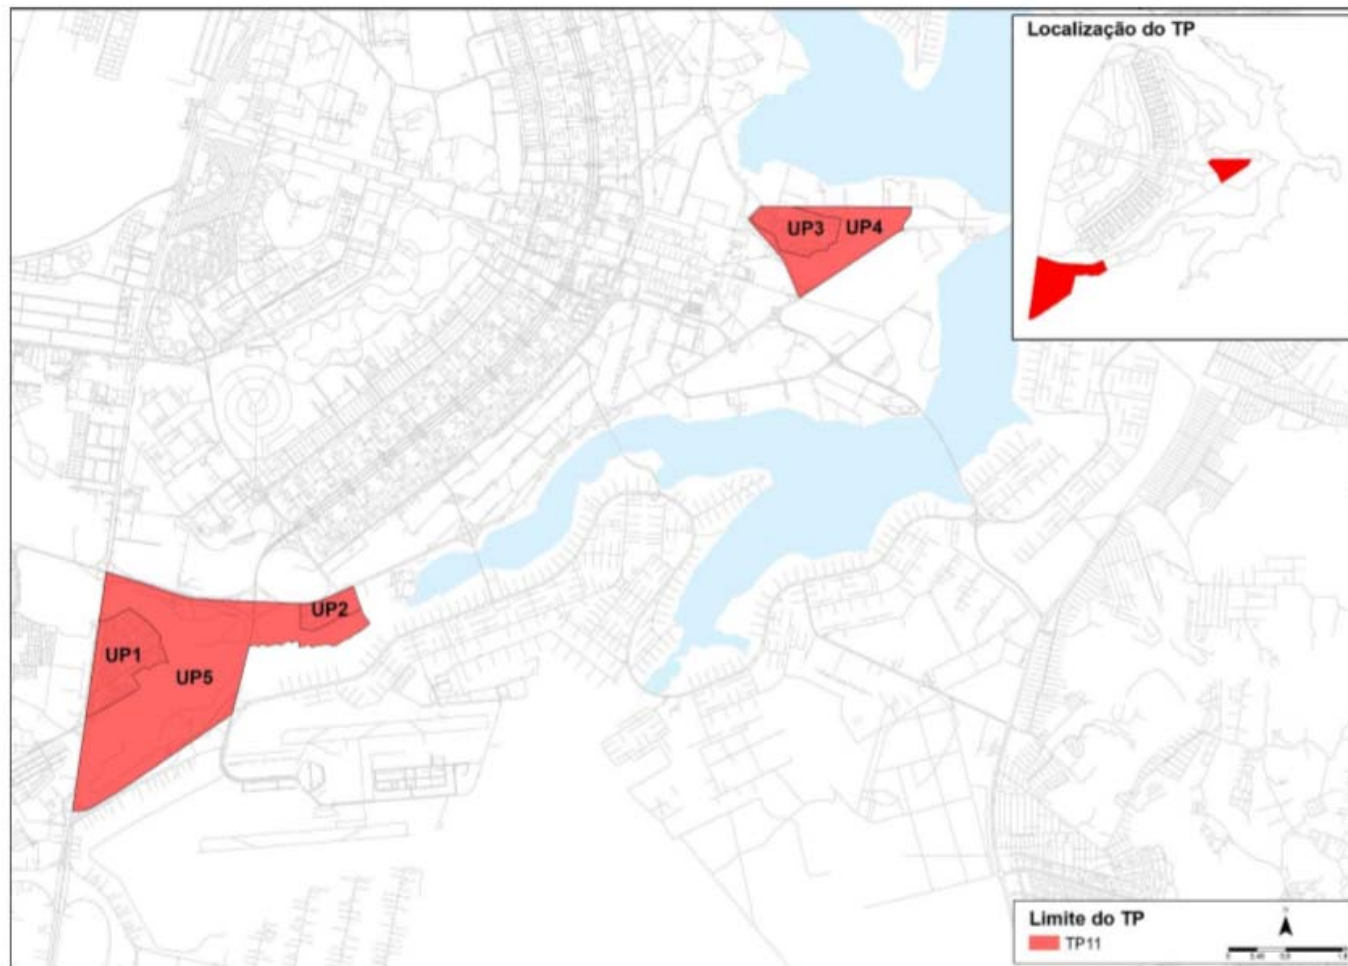 Localização do TP
UP3
UP4
UP2
UP1
UP5
Limite do TP
TP11